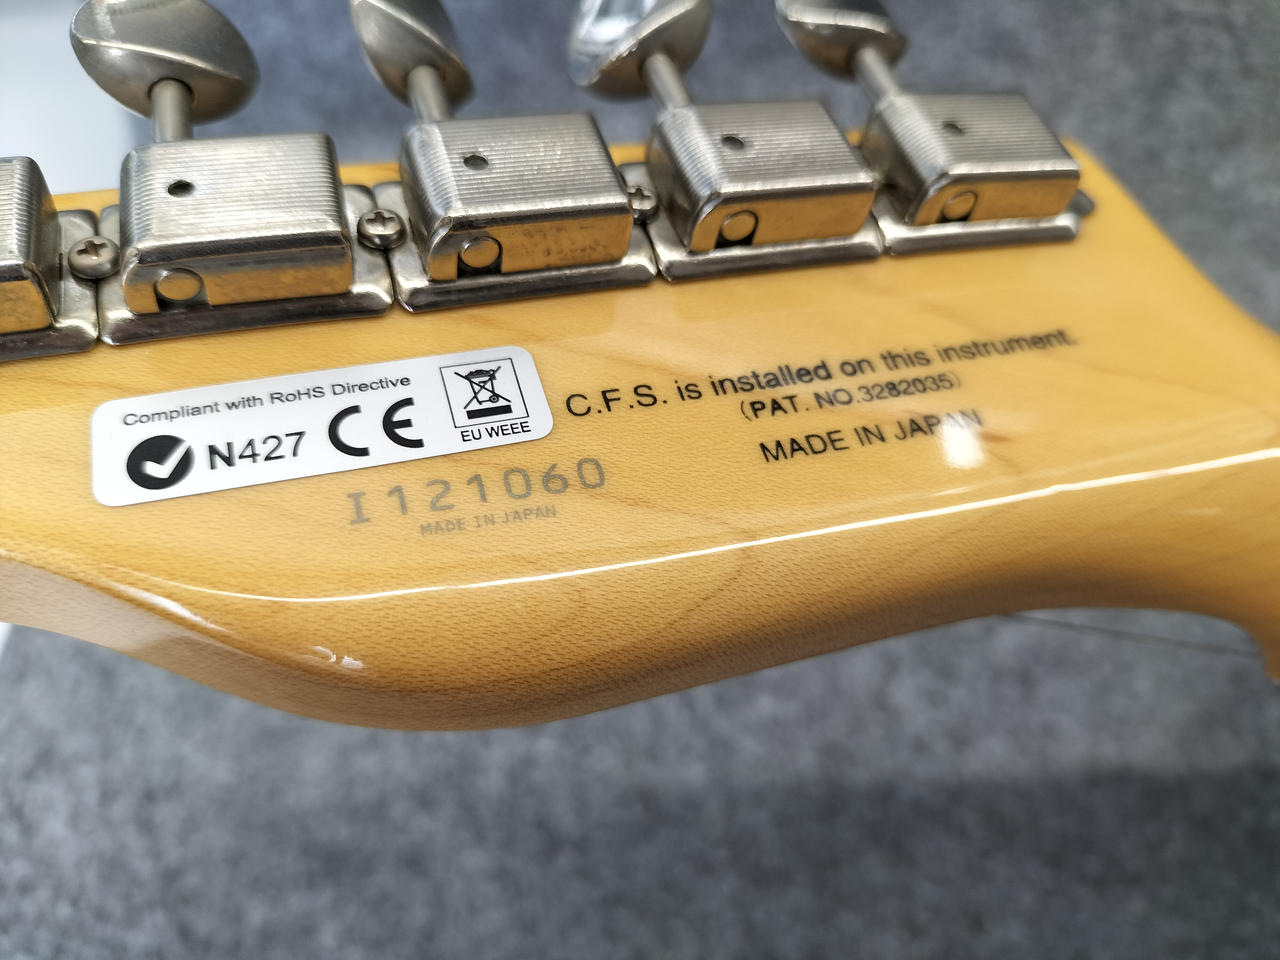 Compliant with RoHS Directive
N427 CE
EU WEEE
C.F.S. is installed on this instrument.
(PAT. NO.3282035)
MADE IN JAPAN
I121060
MADE IN JAPAN